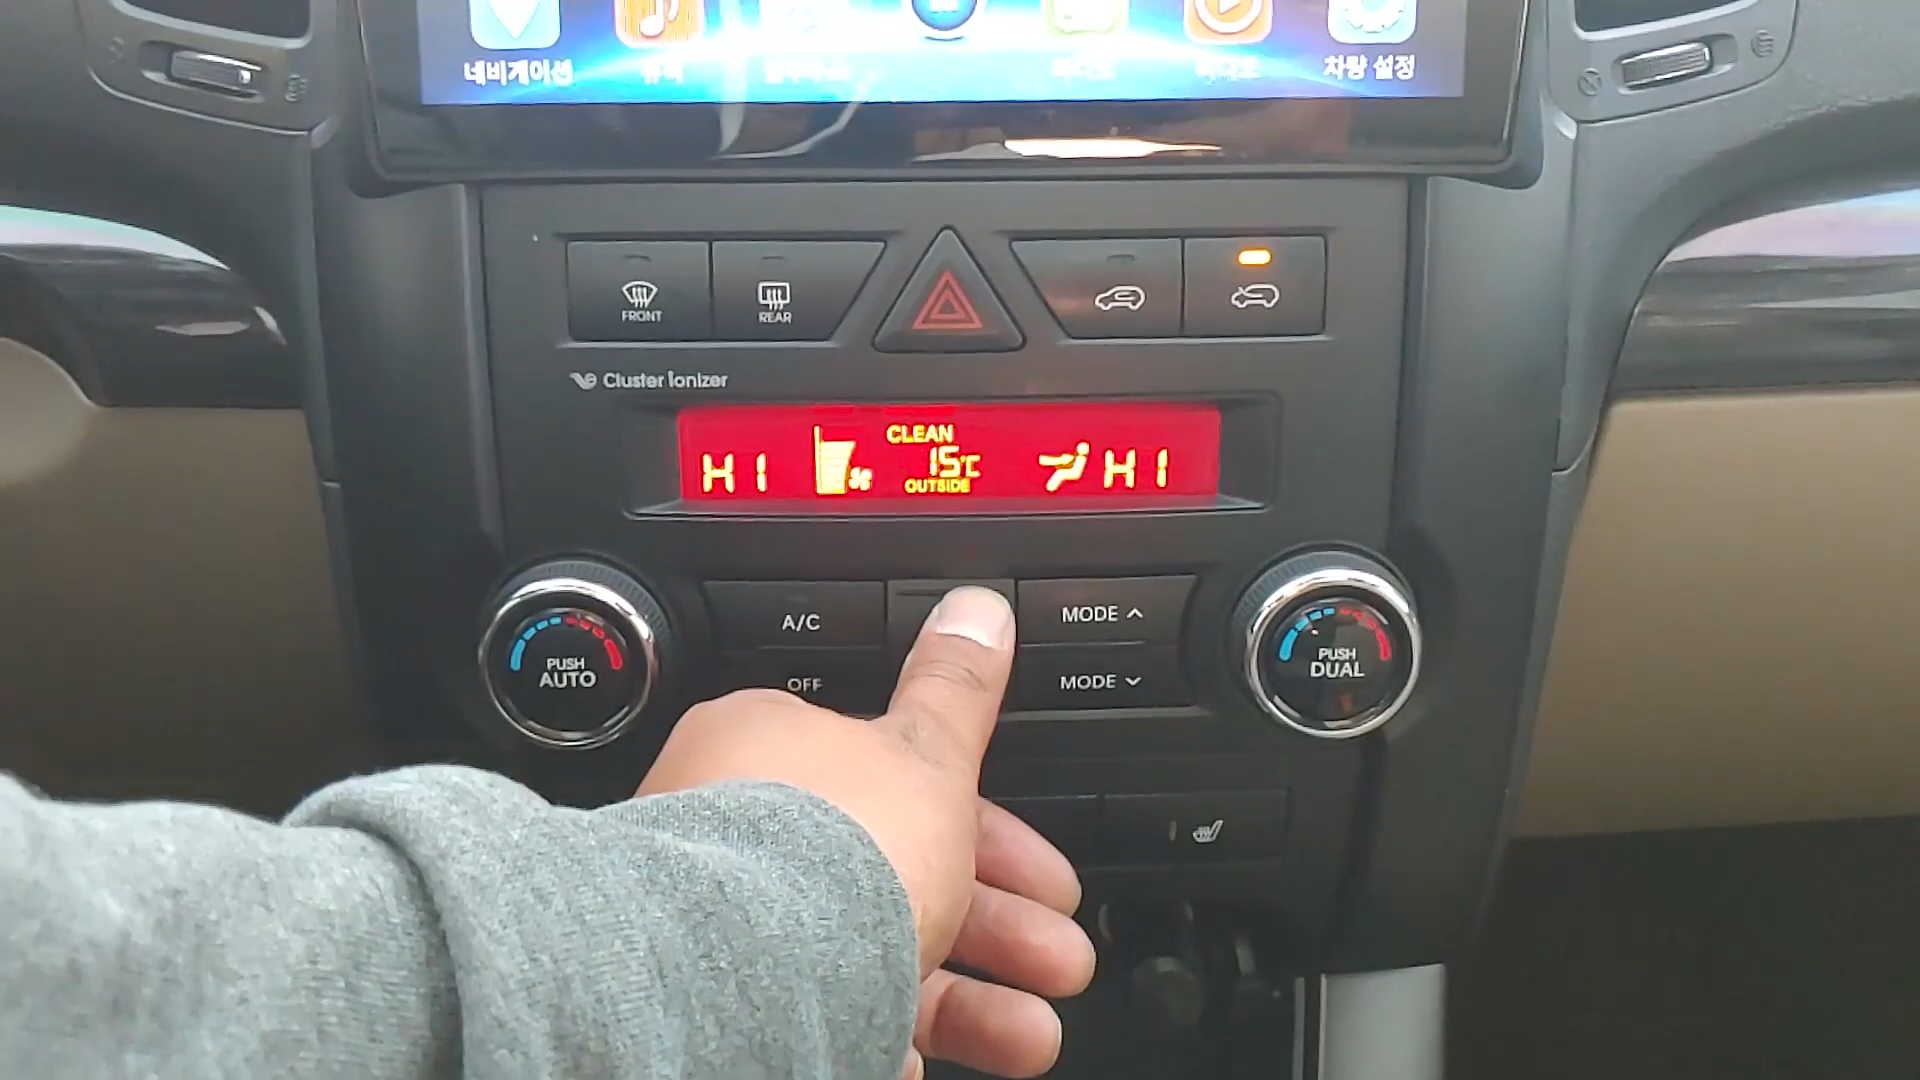 네비게이션
차량 설정
FRONT
REAR
Cluster ionizer
CLEAN
HI
15℃
HI
OUTSIDE
A/C
MODE
PUSH
AUTO
PUSH
DUAL
OFF
MODE